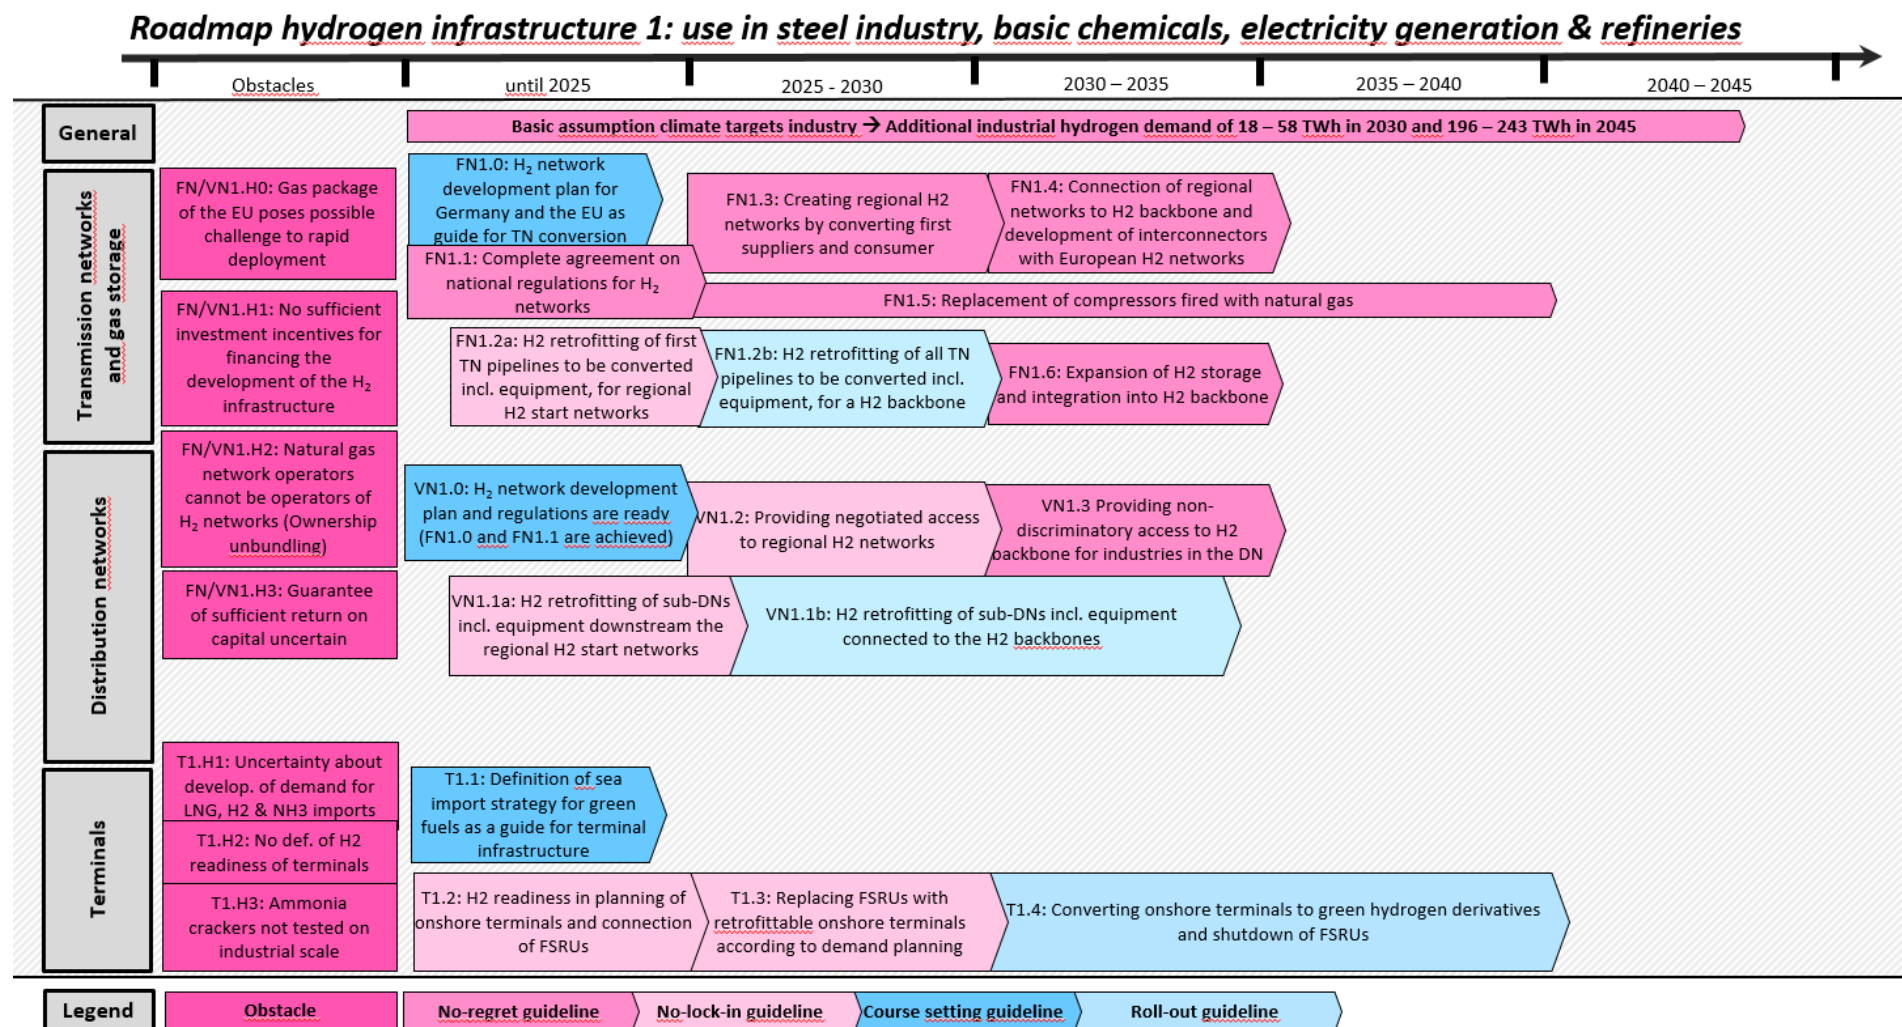 Roadmap hydrogen infrastructure 1: use in steel industry, basic chemicals, electricity generation & refineries
Obstacles
until 2025
2025 - 2030
2030 – 2035
2035 – 2040
2040 – 2045
General
Basic assumption climate targets industry → Additional industrial hydrogen demand of 18 – 58 TWh in 2030 and 196 – 243 TWh in 2045
Transmission networks
and gas storage
FN/VN1.H0: Gas package
of the EU poses possible
challenge to rapid
deployment
FN/VN1.H1: No sufficient
investment incentives for
financing the
development of the H₂
infrastructure
FN/VN1.H2: Natural gas
network operators
cannot be operators of
H₂ networks (Ownership
unbundling)
FN/VN1.H3: Guarantee
of sufficient return on
capital uncertain
FN1.0: H₂ network
development plan for
Germany and the EU as
guide for TN conversion
FN1.1: Complete agreement on
national regulations for H₂
networks
FN1.3: Creating regional H2
networks by converting first
suppliers and consumer
FN1.4: Connection of regional
networks to H2 backbone and
development of interconnectors
with European H2 networks
FN1.5: Replacement of compressors fired with natural gas
FN1.2a: H2 retrofitting of first
TN pipelines to be converted
incl. equipment, for regional
H2 start networks
FN1.2b: H2 retrofitting of all TN
pipelines to be converted incl.
equipment, for a H2 backbone
FN1.6: Expansion of H2 storage
and integration into H2 backbone
Distribution networks
VN1.0: H₂ network development
plan and regulations are ready
(FN1.0 and FN1.1 are achieved)
VN1.2: Providing negotiated access
to regional H2 networks
VN1.3 Providing non-
discriminatory access to H2
backbone for industries in the DN
VN1.1a: H2 retrofitting of sub-DNs
incl. equipment downstream the
regional H2 start networks
VN1.1b: H2 retrofitting of sub-DNs incl. equipment
connected to the H2 backbones
Terminals
T1.H1: Uncertainty about
develop. of demand for
LNG, H2 & NH3 imports
T1.H2: No def. of H2
readiness of terminals
T1.H3: Ammonia
crackers not tested on
industrial scale
T1.1: Definition of sea
import strategy for green
fuels as a guide for terminal
infrastructure
T1.2: H2 readiness in planning of
onshore terminals and connection
of FSRUs
T1.3: Replacing FSRUs with
retrofittable onshore terminals
according to demand planning
T1.4: Converting onshore terminals to green hydrogen derivatives
and shutdown of FSRUs
Legend
Obstacle
No-regret guideline
No-lock-in guideline
Course setting guideline
Roll-out guideline